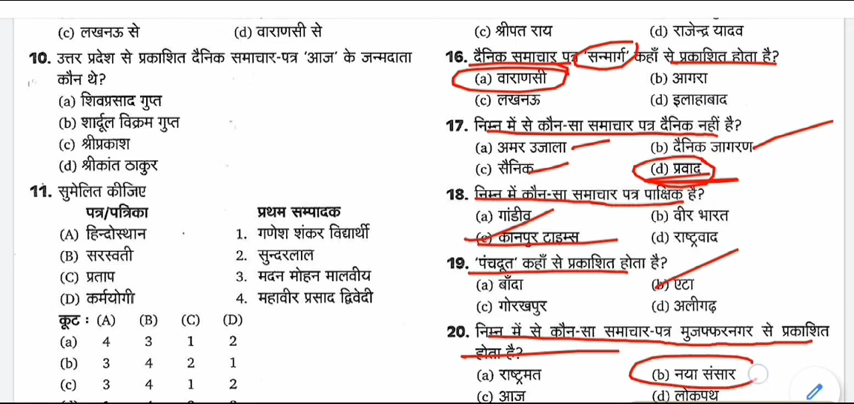 (c) लखनऊ से (d) वाराणसी से
10. उत्तर प्रदेश से प्रकाशित दैनिक समाचार-पत्र 'आज' के जन्मदाता
कौन थे?
(a) शिवप्रसाद गुप्त
(b) शार्दूल विक्रम गुप्त
(c) श्रीप्रकाश
(d) श्रीकांत ठाकुर
11. सुमेलित कीजिए
पत्र/पत्रिका प्रथम सम्पादक
(A) हिन्दोस्थान 1. गणेश शंकर विद्यार्थी
(B) सरस्वती 2. सुन्दरलाल
(C) प्रताप 3. मदन मोहन मालवीय
(D) कर्मयोगी 4. महावीर प्रसाद द्विवेदी
कूट : (A) (B) (C) (D)
(a) 4 3 1 2
(b) 3 4 2 1
(c) 3 4 1 2
(c) श्रीपत राय (d) राजेन्द्र यादव
16. दैनिक समाचार पत्र 'सन्मार्ग' कहाँ से प्रकाशित होता है?
(a) वाराणसी (b) आगरा
(c) लखनऊ (d) इलाहाबाद
17. निम्न में से कौन-सा समाचार पत्र दैनिक नहीं है?
(a) अमर उजाला (b) दैनिक जागरण
(c) सैनिक (d) प्रवाद
18. निम्न में कौन-सा समाचार पत्र पाक्षिक है?
(a) गांडीव (b) वीर भारत
(c) कानपुर टाइम्स (d) राष्ट्रवाद
19. 'पंचदूत' कहाँ से प्रकाशित होता है?
(a) बाँदा (b) एटा
(c) गोरखपुर (d) अलीगढ़
20. निम्न में से कौन-सा समाचार-पत्र मुजफ्फरनगर से प्रकाशित
होता है?
(a) राष्ट्रमत (b) नया संसार
(c) आज (d) लोकपथ